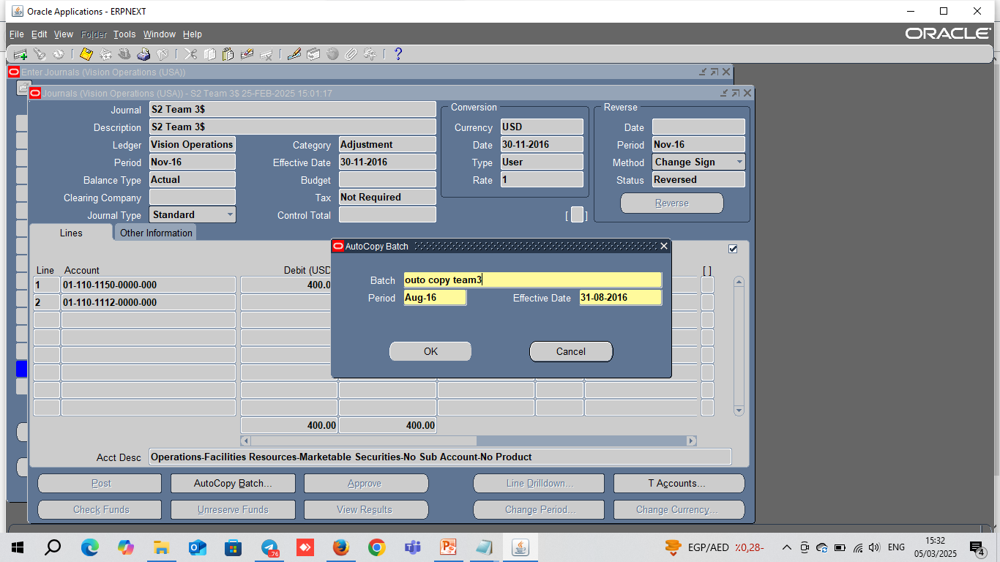 Oracle Applications - ERPNEXT
File Edit View Folder Tools Window Help
ORACLE
Enter Journals (Vision Operations (USA))
Journals (Vision Operations (USA)) - S2 Team 3$ 25-FEB-2025 15:01:17
Journal S2 Team 3$
Description S2 Team 3$
Ledger Vision Operations Category Adjustment
Period Nov-16 Effective Date 30-11-2016
Balance Type Actual Budget
Clearing Company Tax Not Required
Journal Type Standard Control Total
Conversion
Currency USD
Date 30-11-2016
Type User
Rate 1
Reverse
Date
Period Nov-16
Method Change Sign
Status Reversed
Reverse
[ ]
Lines Other Information
Line Account Debit (USD [ ]
1 01-110-1150-0000-000 400.0
2 01-110-1112-0000-000
AutoCopy Batch
Batch outo copy team3
Period Aug-16 Effective Date 31-08-2016
OK Cancel
400.00 400.00
Acct Desc Operations-Facilities Resources-Marketable Securities-No Sub Account-No Product
Post AutoCopy Batch... Approve Line Drilldown... T Accounts...
Check Funds Unreserve Funds View Results Change Period... Change Currency...
.76
EGP/AED %0,28-
ENG
15:32
05/03/2025
4